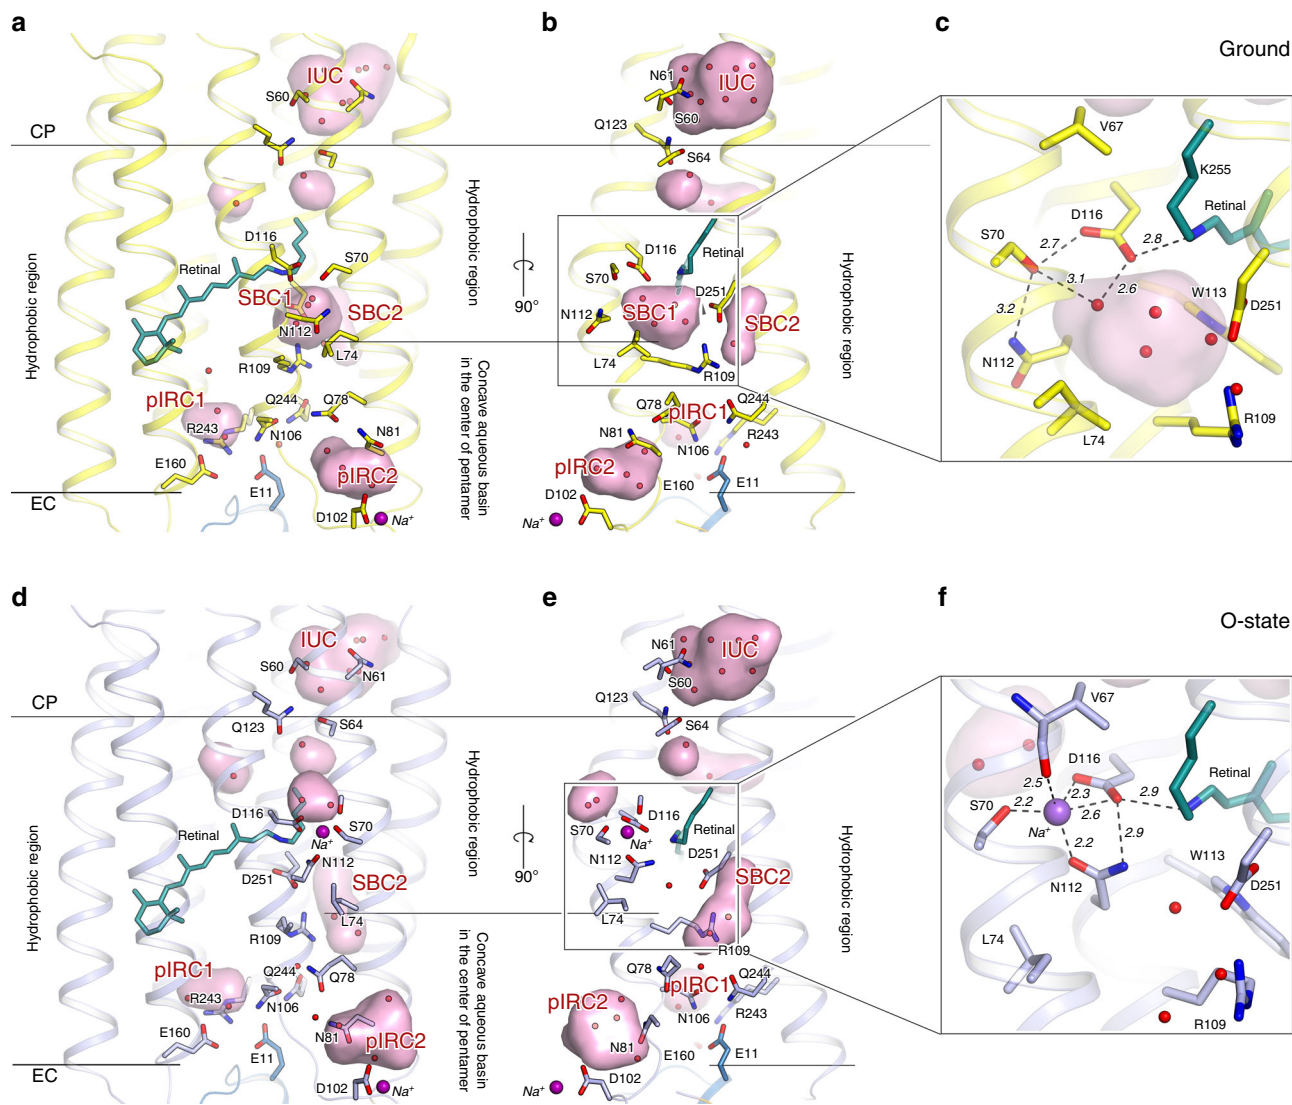 a
IUC
S60
CP
D116
Retinal
S70
SBC1
SBC2
N112
L74
R109
pIRC1
Q244
Q78
R243
N106
N81
E160
pIRC2
E11
EC
D102
Na⁺
Hydrophobic region
Hydrophobic region
Concave aqueous basin
in the center of pentamer
90°
b
N61
IUC
S60
Q123
S64
D116
Retinal
S70
D251
N112
SBC1
SBC2
L74
R109
Q78
pIRC1
Q244
N81
R243
N106
pIRC2
E160
E11
D102
Na⁺
Hydrophobic region
c
Ground
V67
K255
D116
Retinal
S70
2.7
2.8
3.1
2.6
W113
D251
3.2
N112
L74
R109
d
IUC
S60
N61
CP
Q123
S64
D116
S70
Retinal
Na⁺
N112
D251
SBC2
L74
R109
pIRC1
Q244
Q78
R243
N106
N81
pIRC2
E160
E11
EC
D102
Na⁺
Hydrophobic region
Hydrophobic region
Concave aqueous basin
in the center of pentamer
90°
e
N61
IUC
S60
Q123
S64
D116
S70
Na⁺
Retinal
N112
D251
SBC2
L74
R109
Q78
pIRC1
Q244
pIRC2
N106
R243
N81
E160
E11
D102
Na⁺
Hydrophobic region
f
O-state
V67
D116
2.5
2.3
2.9
Retinal
S70
2.2
Na⁺
2.6
2.2
2.9
W113
N112
D251
L74
R109